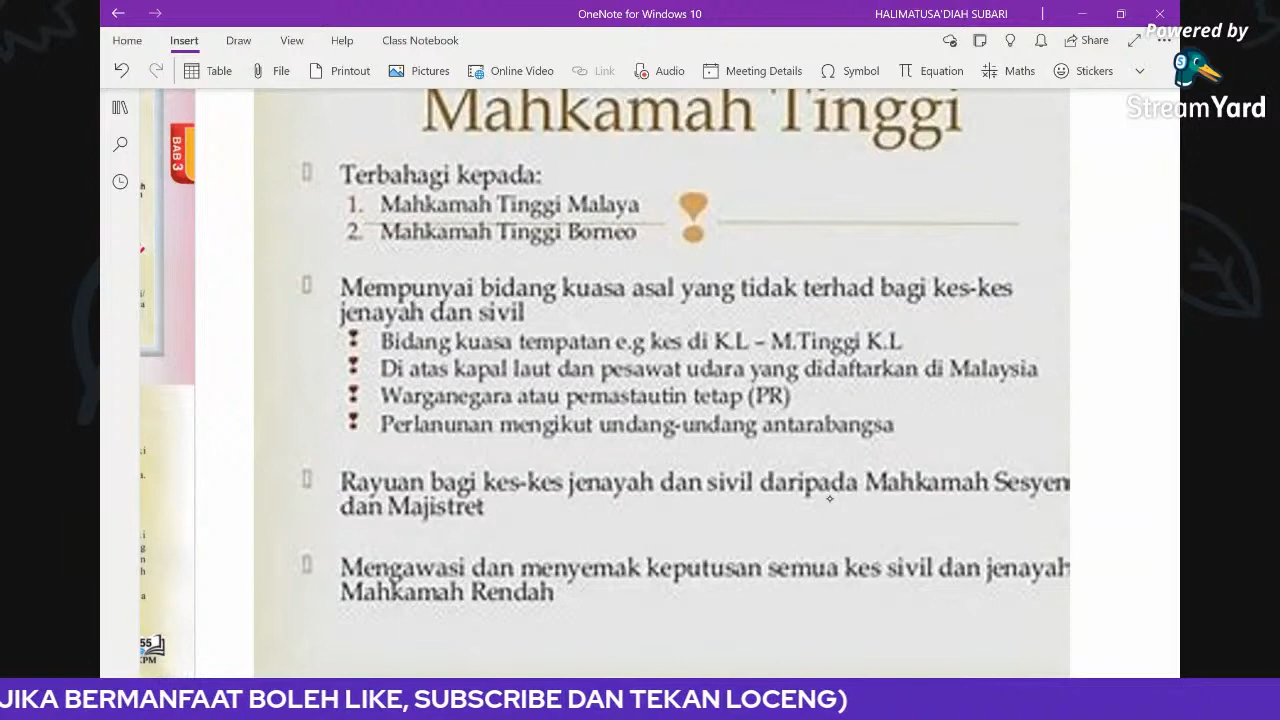 OneNote for Windows 10
HALIMATUSA'DIAH SUBARI
Powered by
StreamYard
Home Insert Draw View Help Class Notebook Share
Table File Printout Pictures Online Video Link Audio Meeting Details Symbol Equation Maths Stickers
BAB 3
Mahkamah Tinggi
Terbahagi kepada:
1. Mahkamah Tinggi Malaya
2. Mahkamah Tinggi Borneo
Mempunyai bidang kuasa asal yang tidak terhad bagi kes-kes
jenayah dan sivil
Bidang kuasa tempatan e.g kes di K.L – M.Tinggi K.L
Di atas kapal laut dan pesawat udara yang didaftarkan di Malaysia
Warganegara atau pemastautin tetap (PR)
Perlanunan mengikut undang-undang antarabangsa
Rayuan bagi kes-kes jenayah dan sivil daripada Mahkamah Sesyen
dan Majistret
Mengawasi dan menyemak keputusan semua kes sivil dan jenayah
Mahkamah Rendah
55
KPM
JIKA BERMANFAAT BOLEH LIKE, SUBSCRIBE DAN TEKAN LOCENG)